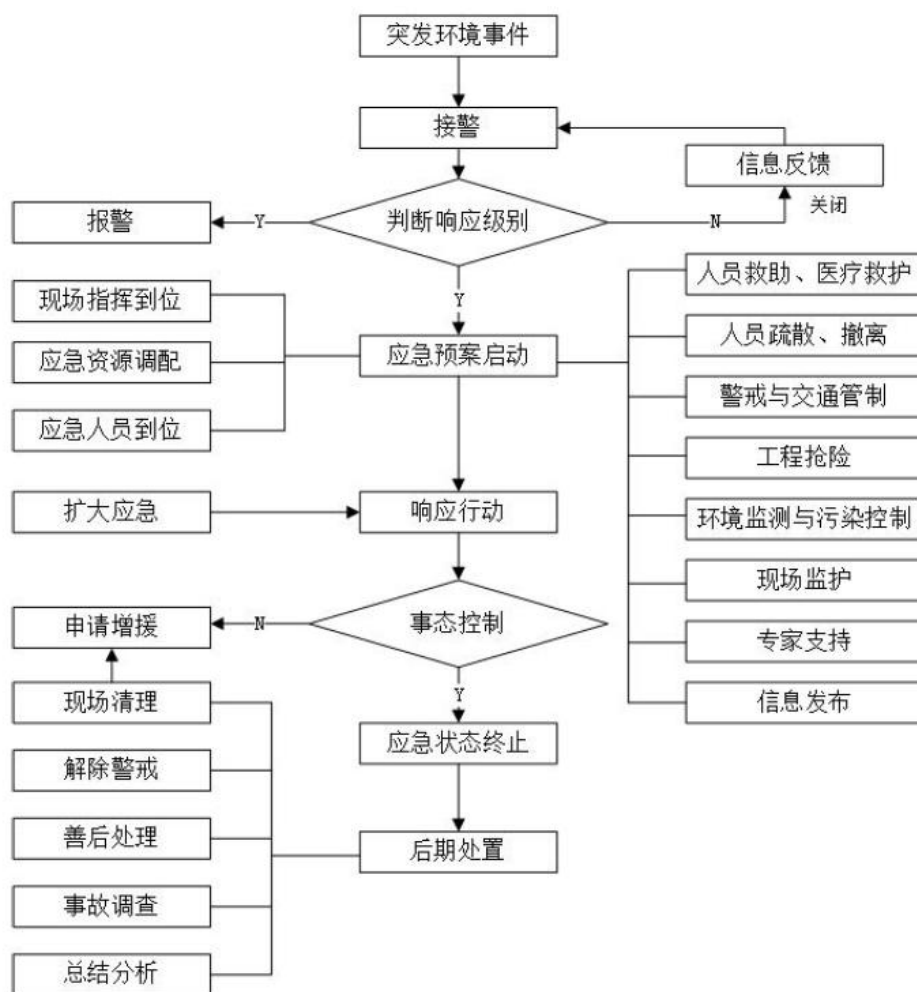 突发环境事件
接警
信息反馈
关闭
报警
Y
判断响应级别
N
Y
现场指挥到位
应急资源调配
应急人员到位
应急预案启动
人员救助、医疗救护
人员疏散、撤离
警戒与交通管制
工程抢险
环境监测与污染控制
现场监护
专家支持
信息发布
扩大应急
响应行动
申请增援
N
事态控制
Y
现场清理
应急状态终止
解除警戒
善后处理
后期处置
事故调查
总结分析